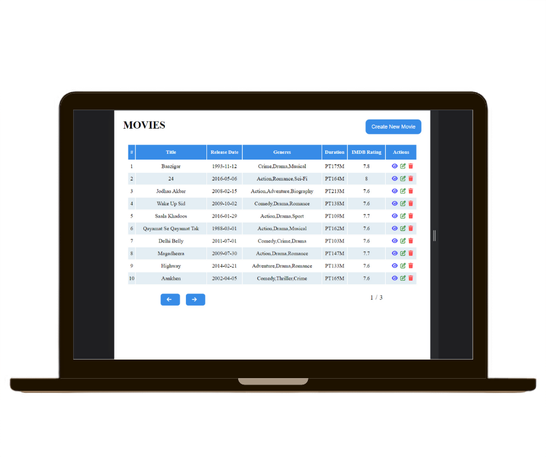 MOVIES
Create New Movie
# Title Release Date Genres Duration IMDB Rating Actions
1 Baazigar 1993-11-12 Crime,Drama,Musical PT175M 7.8
2 24 2016-05-06 Action,Romance,Sci-Fi PT164M 8
3 Jodhaa Akbar 2008-02-15 Action,Adventure,Biography PT213M 7.6
4 Wake Up Sid 2009-10-02 Comedy,Drama,Romance PT138M 7.6
5 Saala Khadoos 2016-01-29 Action,Drama,Sport PT109M 7.7
6 Qayamat Se Qayamat Tak 1988-03-01 Action,Drama,Musical PT162M 7.6
7 Delhi Belly 2011-07-01 Comedy,Crime,Drama PT103M 7.6
8 Magadheera 2009-07-30 Action,Drama,Romance PT147M 7.7
9 Highway 2014-02-21 Adventure,Drama,Romance PT133M 7.6
10 Aankhen 2002-04-05 Comedy,Thriller,Crime PT165M 7.6
1 / 3